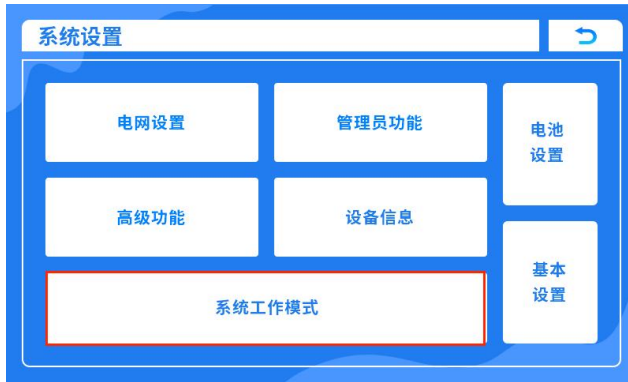 系统设置
电网设置
管理员功能
电池
设置
高级功能
设备信息
系统工作模式
基本
设置